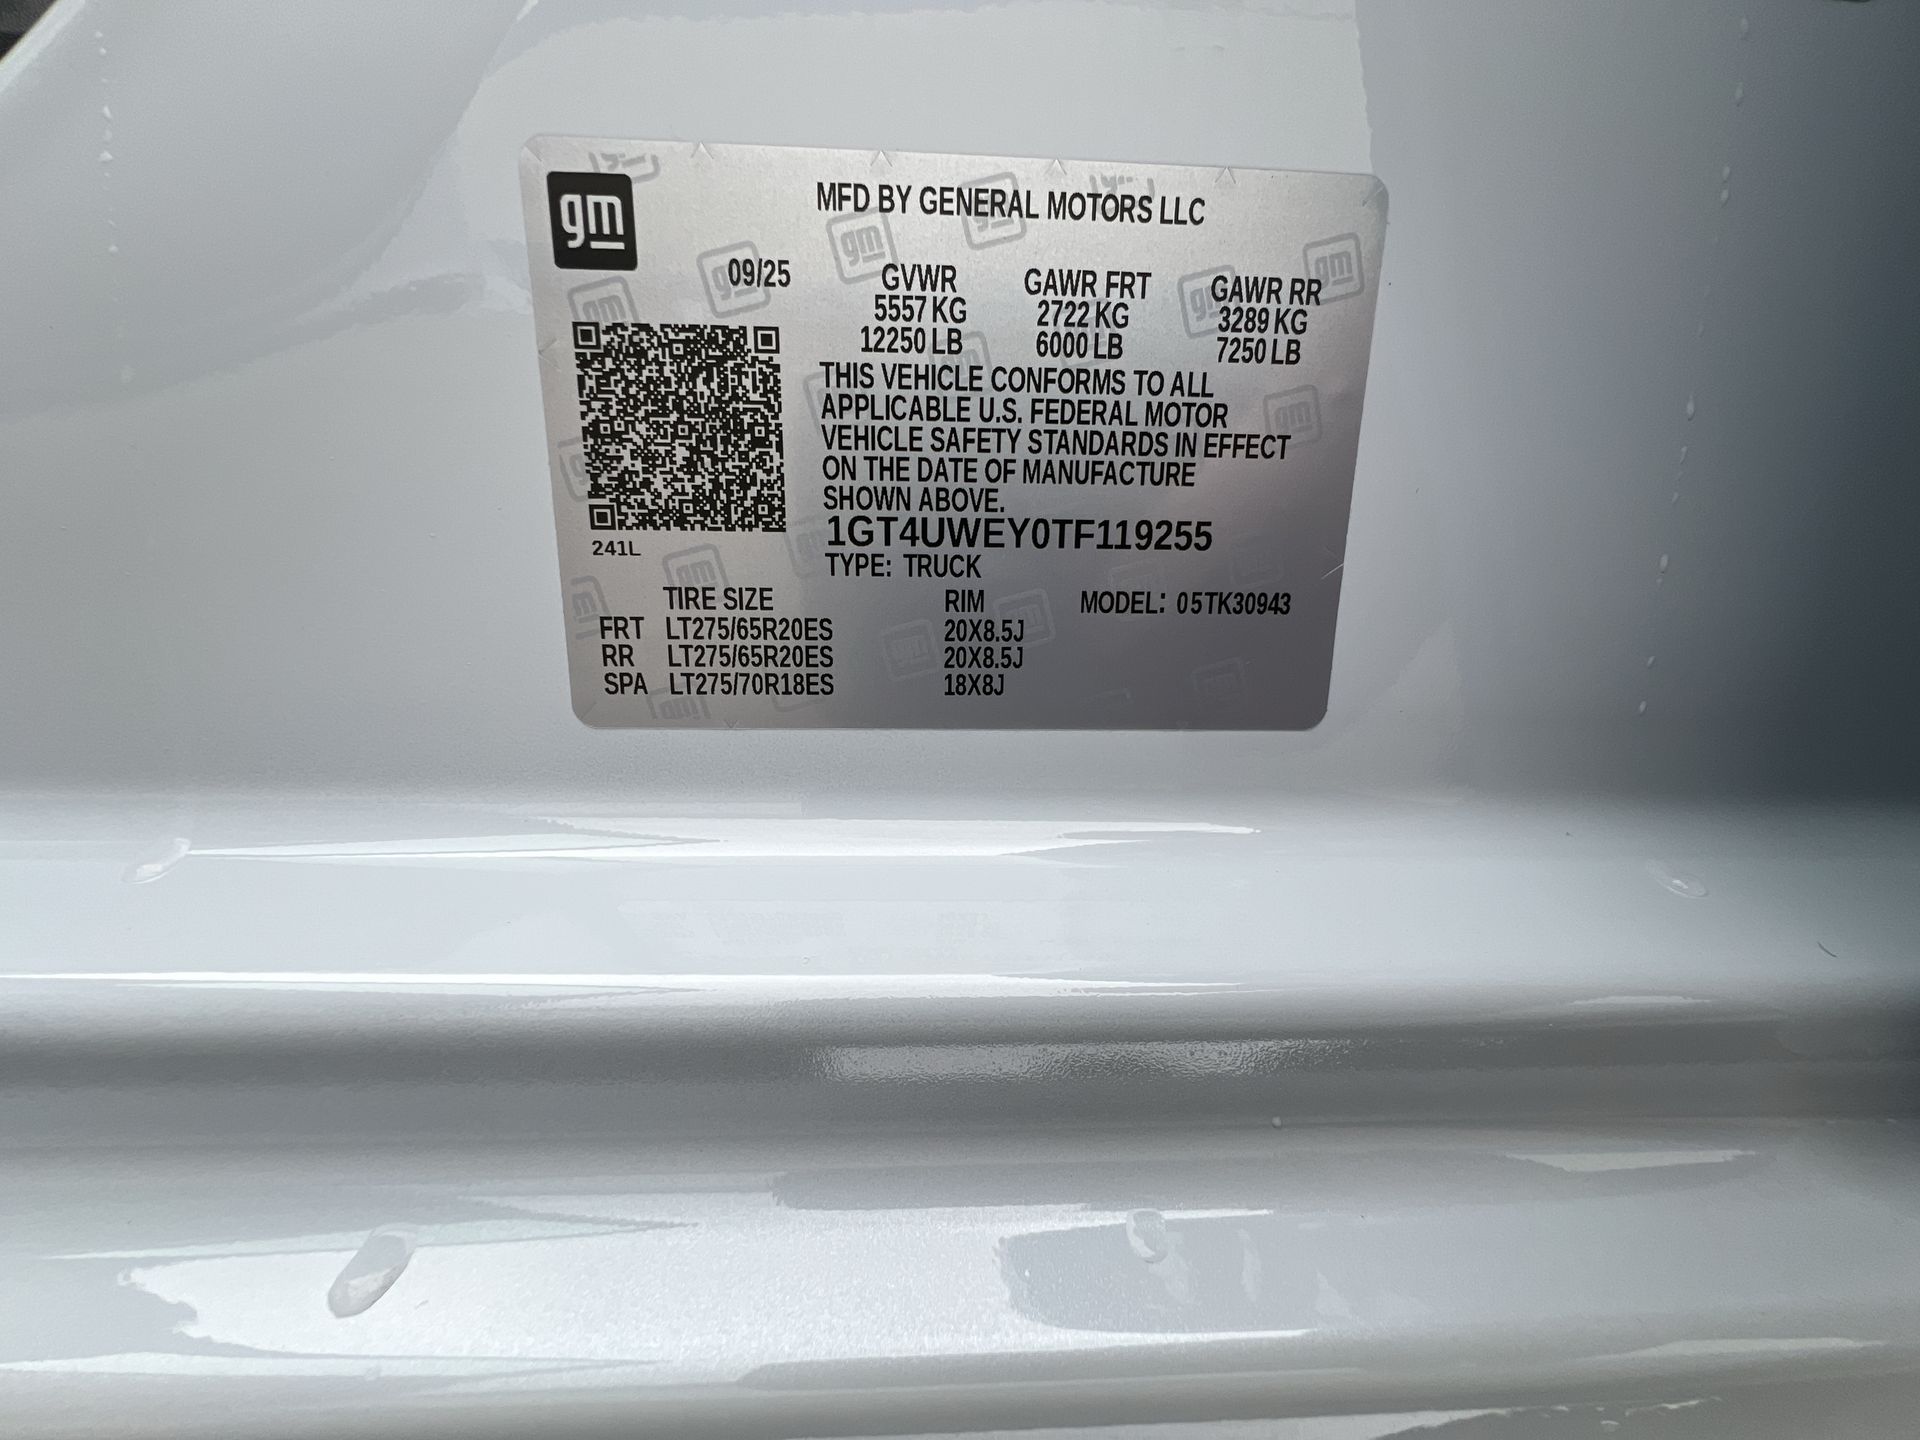 gm
MFD BY GENERAL MOTORS LLC
09/25
GVWR GAWR FRT GAWR RR
5557 KG 2722 KG 3289 KG
12250 LB 6000 LB 7250 LB
THIS VEHICLE CONFORMS TO ALL
APPLICABLE U.S. FEDERAL MOTOR
VEHICLE SAFETY STANDARDS IN EFFECT
ON THE DATE OF MANUFACTURE
SHOWN ABOVE.
1GT4UWEY0TF119255
241L
TYPE: TRUCK
TIRE SIZE RIM MODEL: 05TK30943
FRT LT275/65R20ES 20X8.5J
RR LT275/65R20ES 20X8.5J
SPA LT275/70R18ES 18X8J